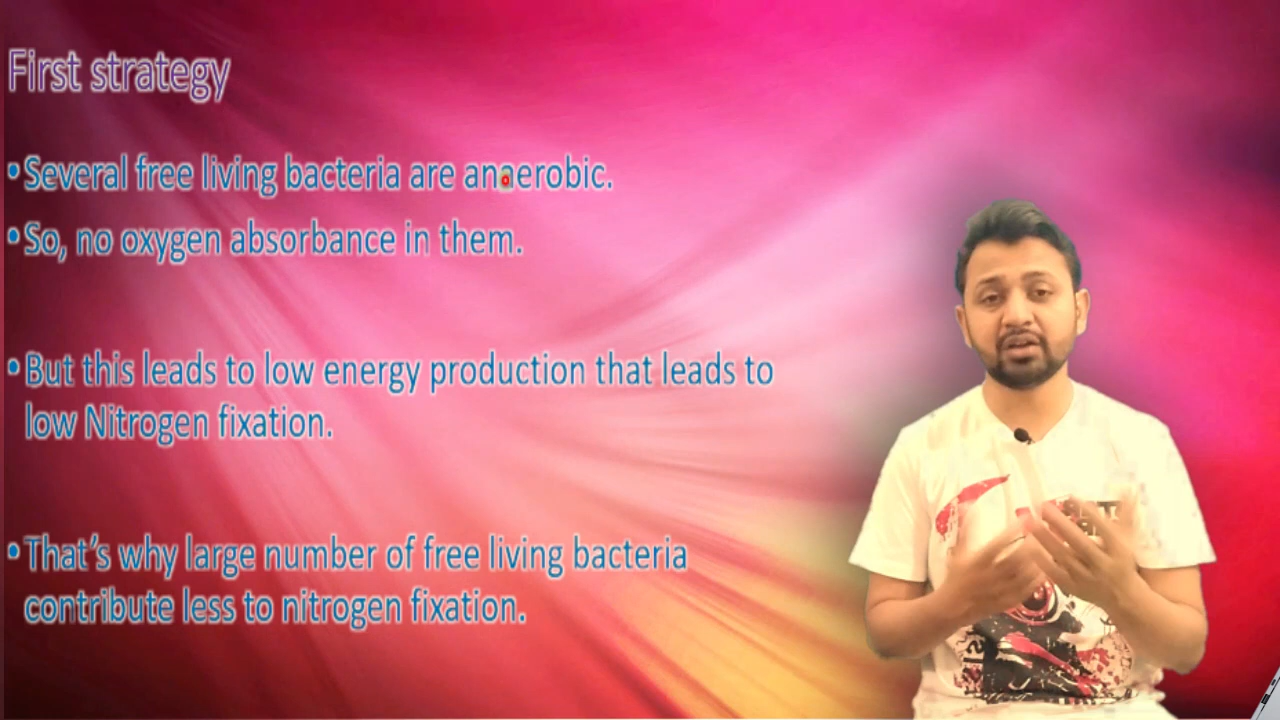 First strategy
•Several free living bacteria are anaerobic.
•So, no oxygen absorbance in them.
•But this leads to low energy production that leads to
low Nitrogen fixation.
•That's why large number of free living bacteria
contribute less to nitrogen fixation.